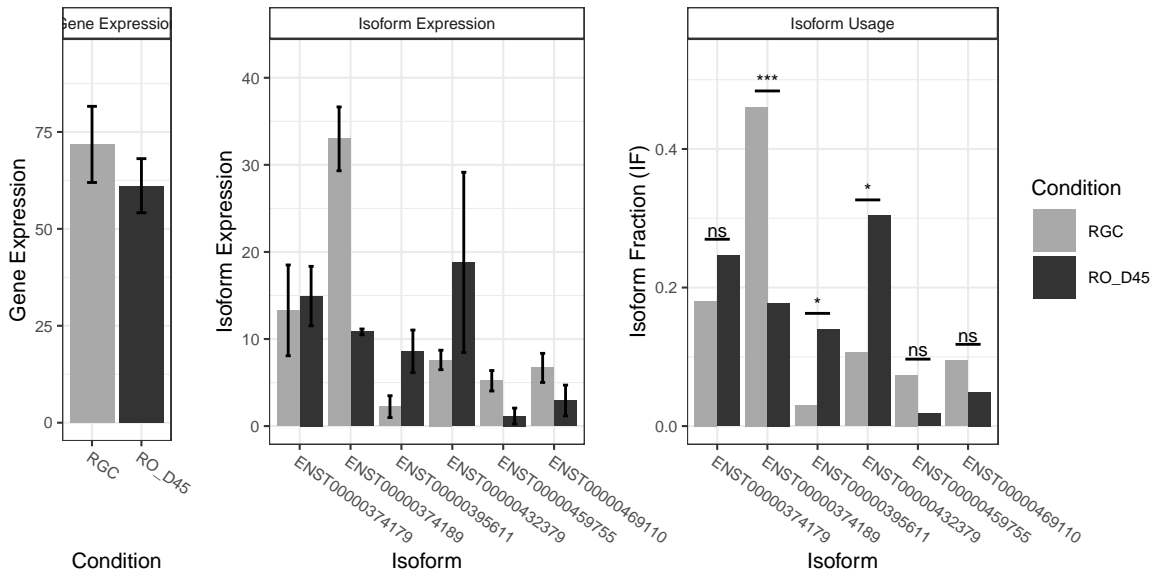 Gene Expression
Gene Expression
75
50
25
0
RGC
RO_D45
Condition
Isoform Expression
Isoform Expression
40
30
20
10
0
ENST00000374179
ENST00000374189
ENST00000395611
ENST00000432379
ENST00000459755
ENST00000469110
Isoform
Isoform Usage
Isoform Fraction (IF)
0.4
0.2
0.0
ns
***
*
*
ns
ns
ENST00000374179
ENST00000374189
ENST00000395611
ENST00000432379
ENST00000459755
ENST00000469110
Isoform
Condition
RGC
RO_D45